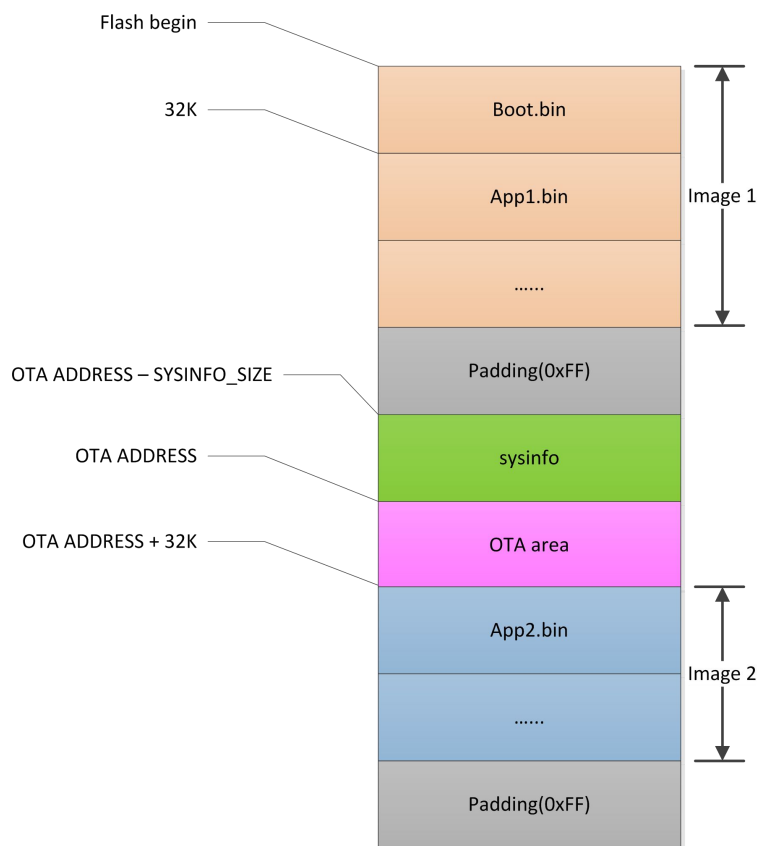 Flash begin
Boot.bin
32K
App1.bin
Image 1
......
Padding(0xFF)
OTA ADDRESS – SYSINFO_SIZE
sysinfo
OTA ADDRESS
OTA area
OTA ADDRESS + 32K
App2.bin
Image 2
......
Padding(0xFF)